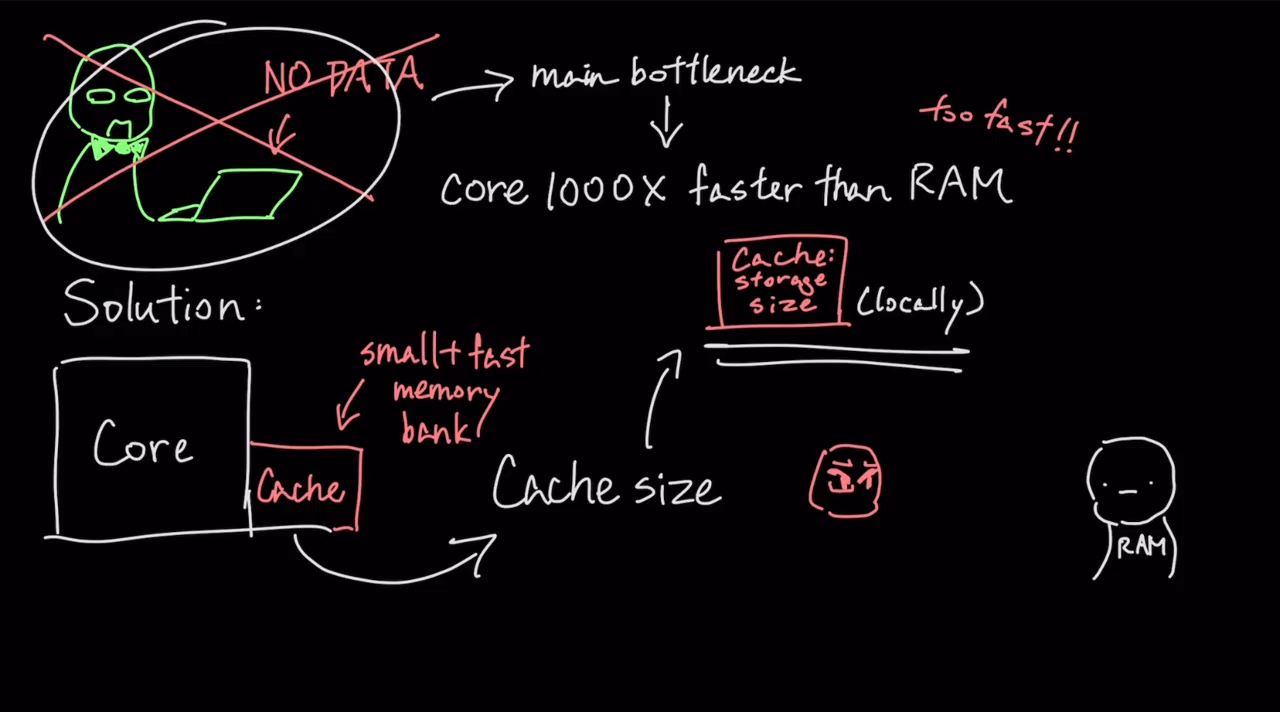 NO DATA
main bottleneck
too fast!!
core 1000X faster than RAM
Cache:
storage
size
(locally)
Solution:
small + fast
memory
bank
Core
Cache
Cache size
RAM